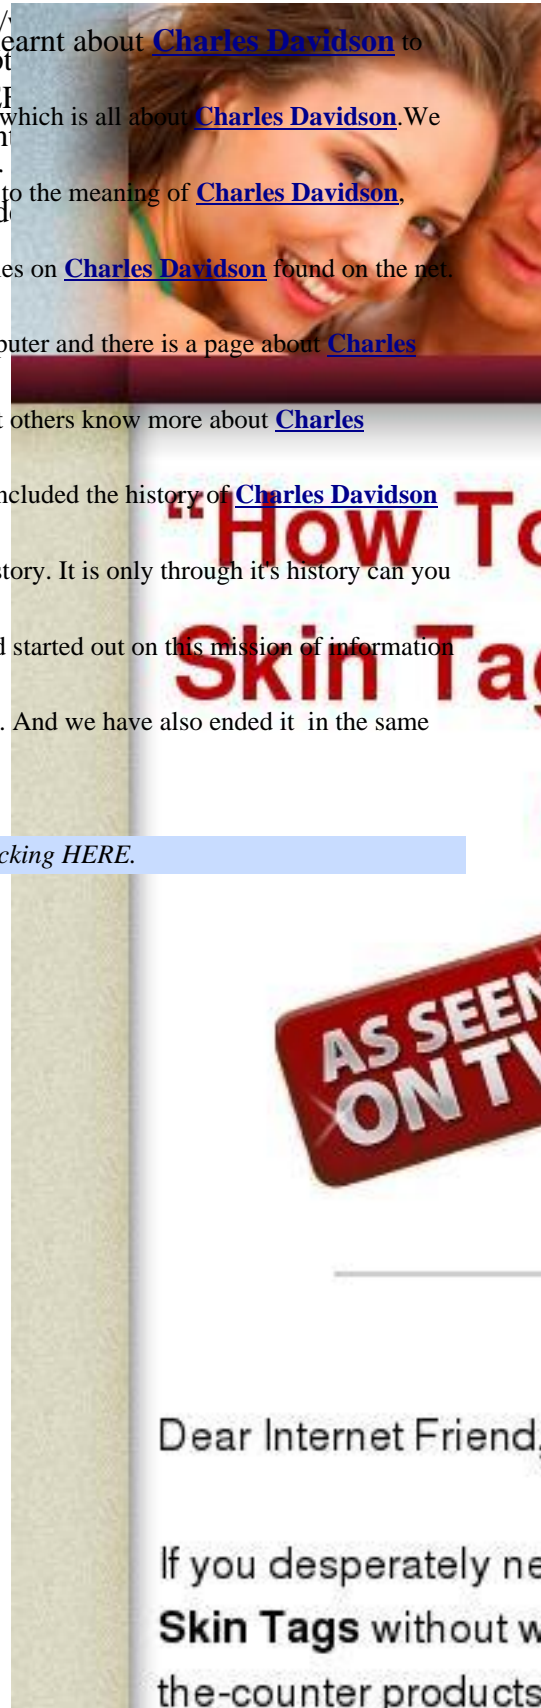 earnt about Charles Davidson to
which is all about Charles Davidson.We
to the meaning of Charles Davidson,
es on Charles Davidson found on the net.
puter and there is a page about Charles
t others know more about Charles
ncluded the history of Charles Davidson
“How To
story. It is only through it's history can you
d started out on this mission of information
Skin Tag
. And we have also ended it in the same
cking HERE.
AS SEEN
ON TV
Dear Internet Friend,
If you desperately ne
Skin Tags without w
the-counter products